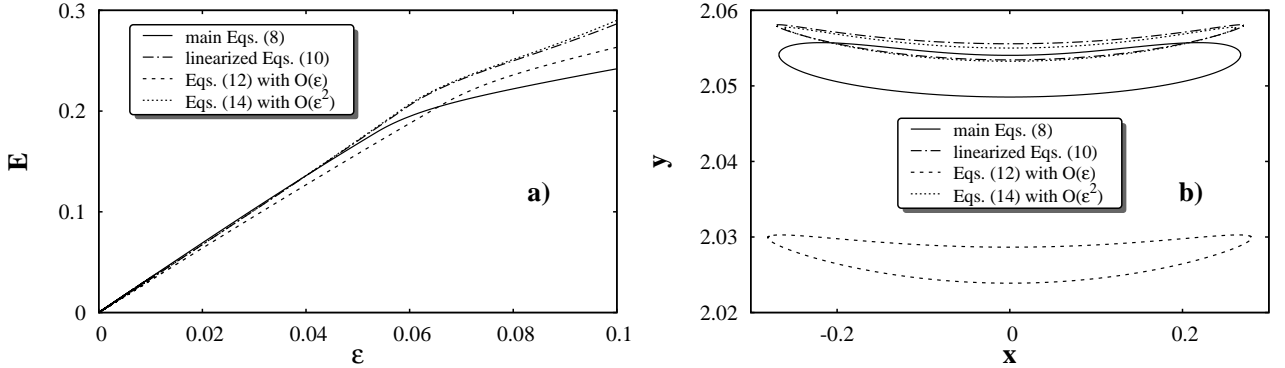 0.3
0.2
0.1
0
E
main Eqs. (8)
linearized Eqs. (10)
Eqs. (12) with O(ε)
Eqs. (14) with O(ε²)
a)
0 0.02 0.04 0.06 0.08 0.1
ε
2.06
2.05
2.04
2.03
2.02
y
main Eqs. (8)
linearized Eqs. (10)
Eqs. (12) with O(ε)
Eqs. (14) with O(ε²)
b)
-0.2 0 0.2
x